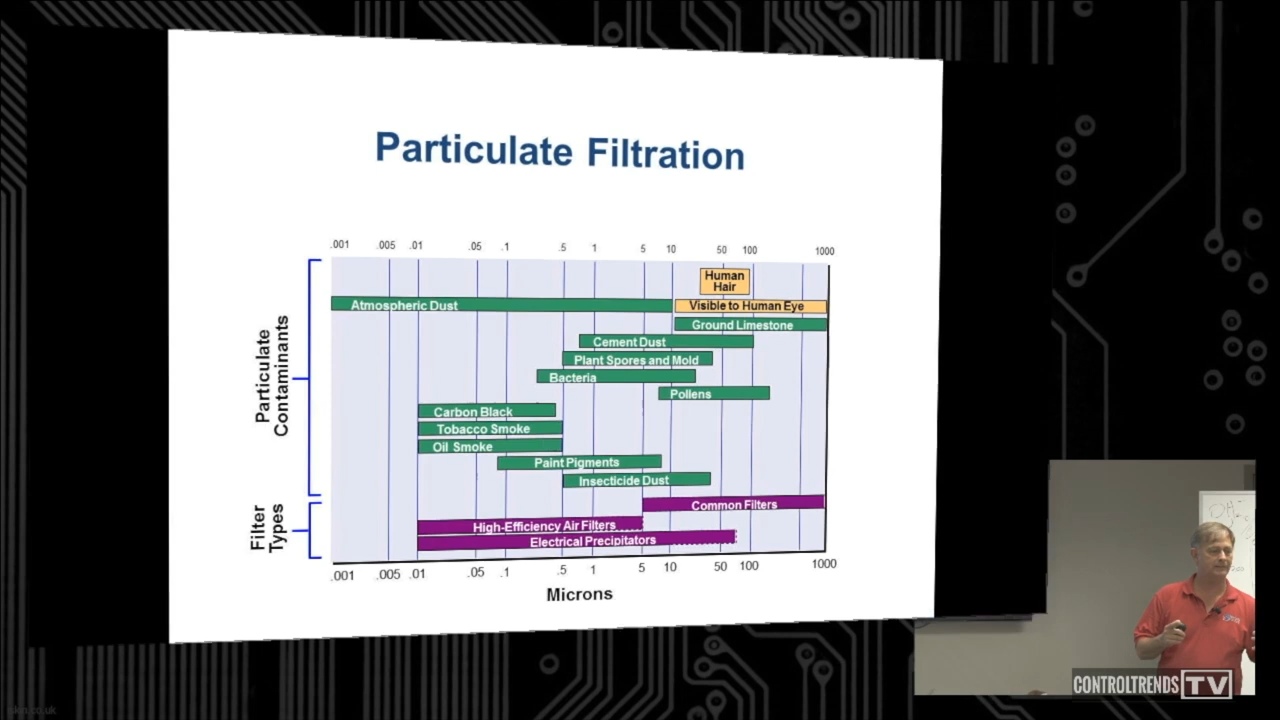 Particulate Filtration
.001 .005 .01 .05 .1 .5 1 5 10 50 100 1000
Particulate
Contaminants
Human
Hair
Atmospheric Dust
Visible to Human Eye
Ground Limestone
Cement Dust
Plant Spores and Mold
Bacteria
Pollens
Carbon Black
Tobacco Smoke
Oil Smoke
Paint Pigments
Insecticide Dust
Filter
Types
Common Filters
High-Efficiency Air Filters
Electrical Precipitators
.001 .005 .01 .05 .1 .5 1 5 10 50 100 1000
Microns
CONTROLTRENDS TV